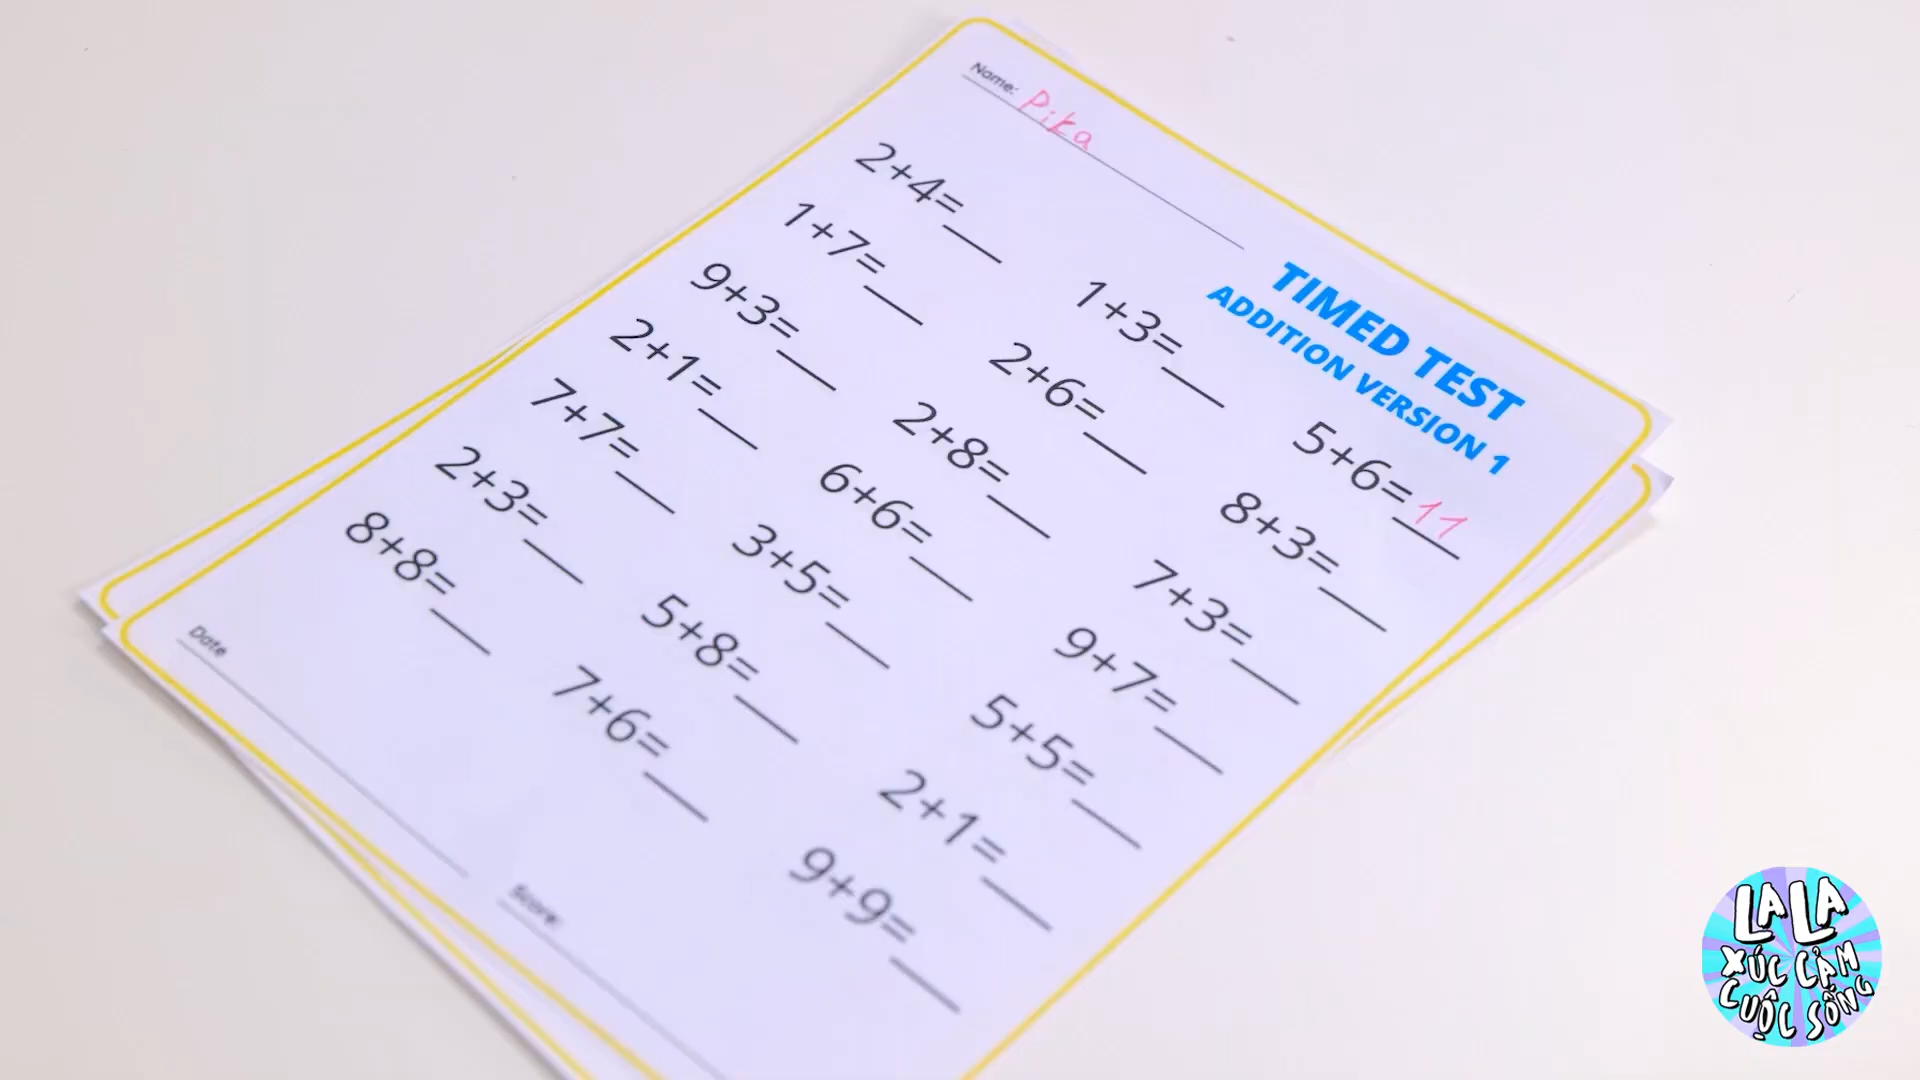 Name: Pika
TIMED TEST
ADDITION VERSION 1
2+4=
1+3=
5+6= 11
1+7=
2+6=
8+3=
9+3=
2+8=
7+3=
2+1=
6+6=
9+7=
7+7=
3+5=
5+5=
2+3=
5+8=
2+1=
8+8=
7+6=
9+9=
Date
Score:
LALA
XÚC CẢM
CUỘC SỐNG